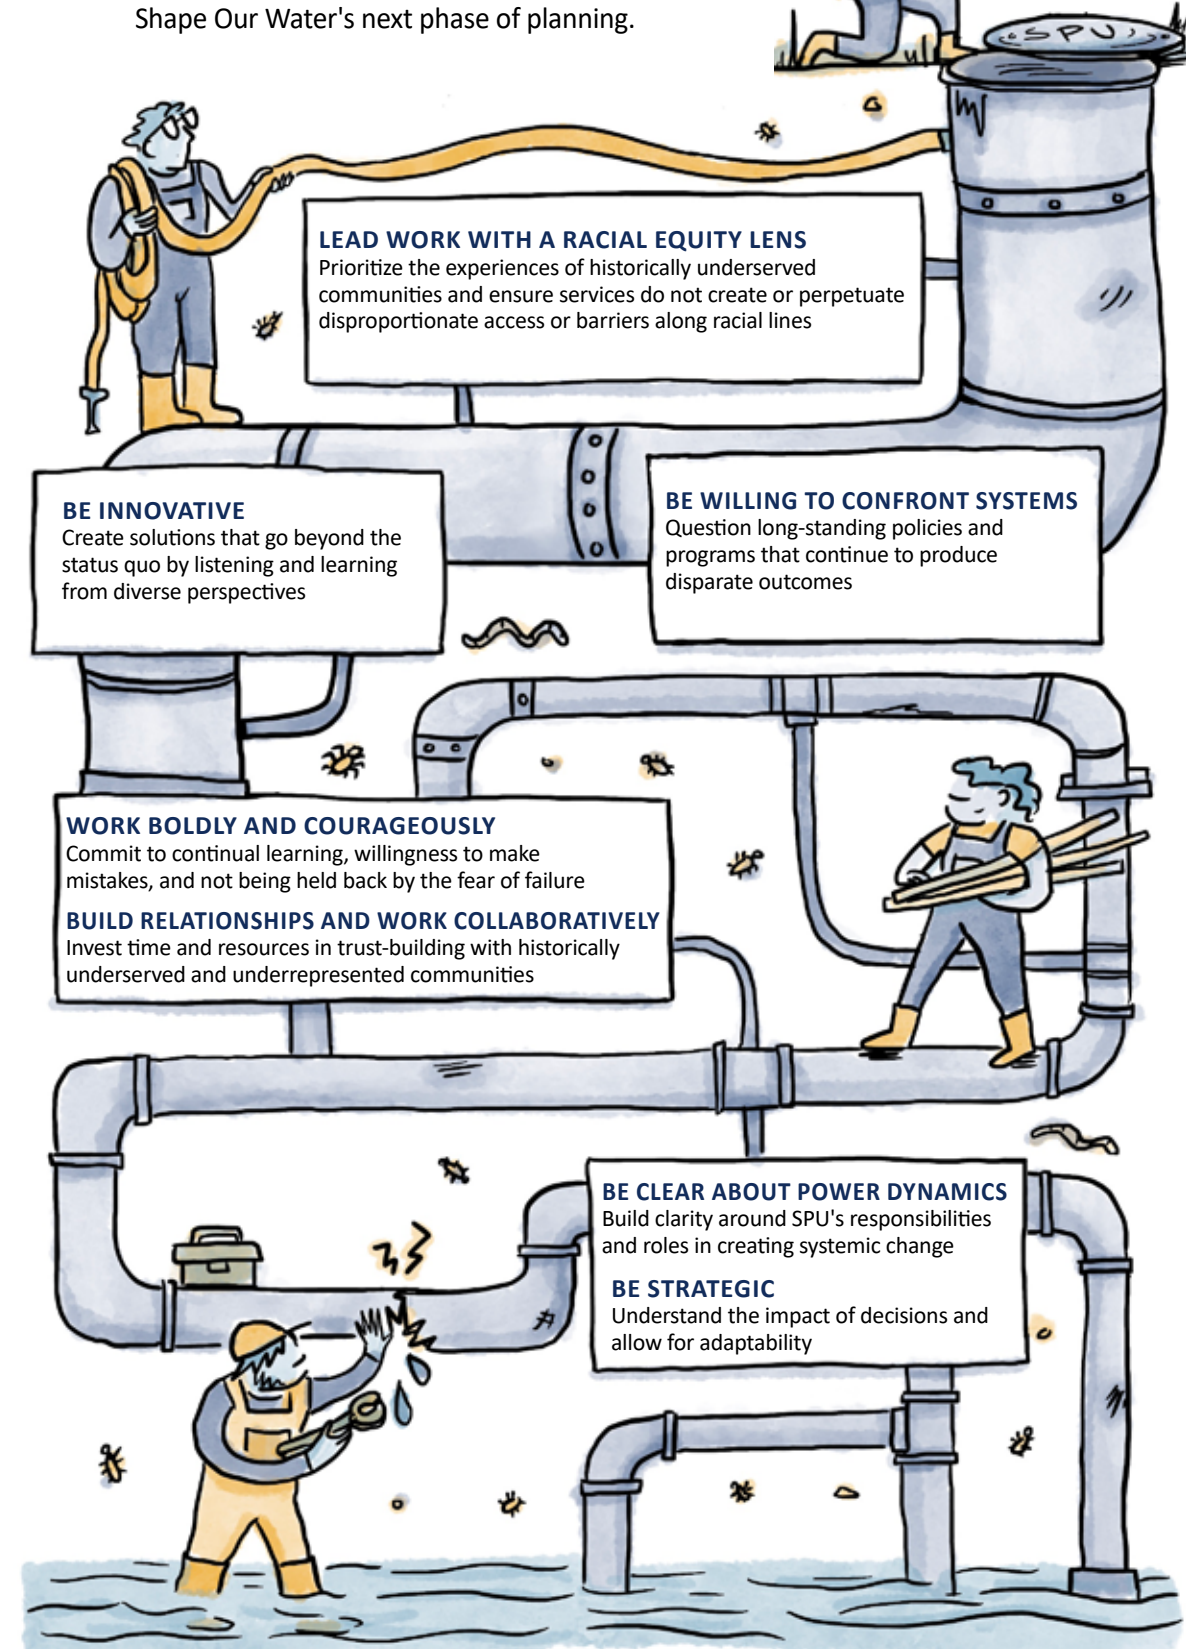 Shape Our Water's next phase of planning.
SPU
LEAD WORK WITH A RACIAL EQUITY LENS
Prioritize the experiences of historically underserved
communities and ensure services do not create or perpetuate
disproportionate access or barriers along racial lines
BE INNOVATIVE
Create solutions that go beyond the
status quo by listening and learning
from diverse perspectives
BE WILLING TO CONFRONT SYSTEMS
Question long-standing policies and
programs that continue to produce
disparate outcomes
WORK BOLDLY AND COURAGEOUSLY
Commit to continual learning, willingness to make
mistakes, and not being held back by the fear of failure
BUILD RELATIONSHIPS AND WORK COLLABORATIVELY
Invest time and resources in trust-building with historically
underserved and underrepresented communities
BE CLEAR ABOUT POWER DYNAMICS
Build clarity around SPU's responsibilities
and roles in creating systemic change
BE STRATEGIC
Understand the impact of decisions and
allow for adaptability